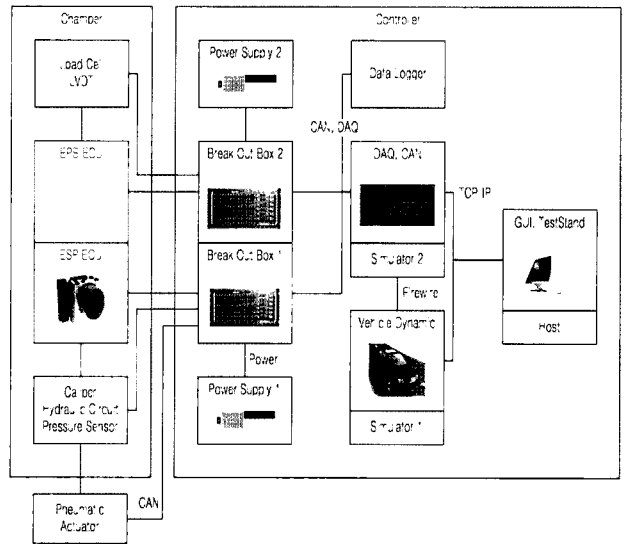 Chamber
Controller
Load Cell
LVDT
Power Supply 2
Data Logger
CAN, DAQ
EPS ECU
Break Out Box 2
DAQ, CAN
TCP IP
GUI, TestStand
ESP ECU
Break Out Box 1
Simulator 2
Firewire
Vehicle Dynamic
Host
Power
Caliper
Hydraulic Circuit
Pressure Sensor
Power Supply 1
Simulator 1
CAN
Pneumatic
Actuator